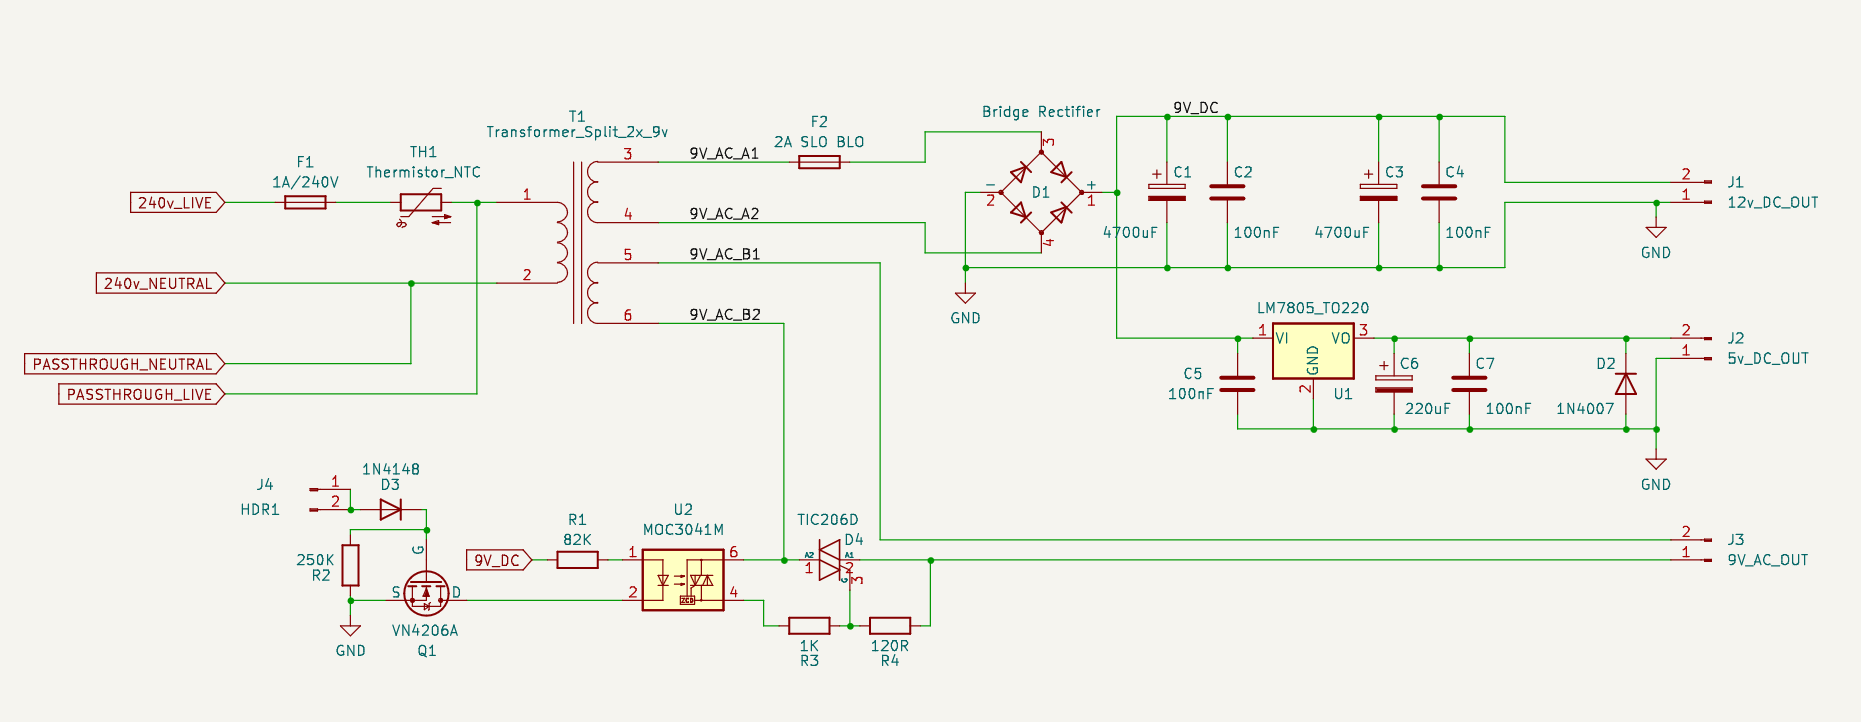 T1
Transformer_Split_2x_9v
F1
1A/240V
TH1
Thermistor_NTC
240v_LIVE
240v_NEUTRAL
PASSTHROUGH_NEUTRAL
PASSTHROUGH_LIVE
1
2
3
4
5
6
9V_AC_A1
9V_AC_A2
9V_AC_B1
9V_AC_B2
F2
2A SLO BLO
Bridge Rectifier
3
−
2
D1
+
1
4
GND
9V_DC
+
C1
4700uF
C2
100nF
+
C3
4700uF
C4
100nF
2
1
J1
12v_DC_OUT
GND
LM7805_TO220
1
VI
VO
3
GND
2
U1
C5
100nF
+
C6
220uF
C7
100nF
D2
1N4007
2
1
J2
5v_DC_OUT
GND
J4
HDR1
1
2
1N4148
D3
250K
R2
G
S
D
VN4206A
Q1
GND
9V_DC
R1
82K
U2
MOC3041M
1
2
6
4
ZCD
TIC206D
D4
A2
A1
1
2
G
3
1K
R3
120R
R4
2
1
J3
9V_AC_OUT